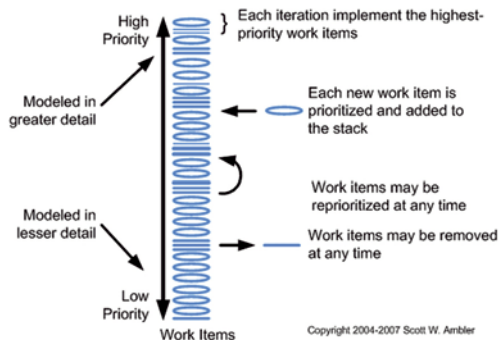 High
Priority
Each iteration implement the highest-
priority work items
Modeled in
greater detail
Each new work item is
prioritized and added to
the stack
Work items may be
reprioritized at any time
Modeled in
lesser detail
Work items may be removed
at any time
Low
Priority
Work Items
Copyright 2004-2007 Scott W. Ambler